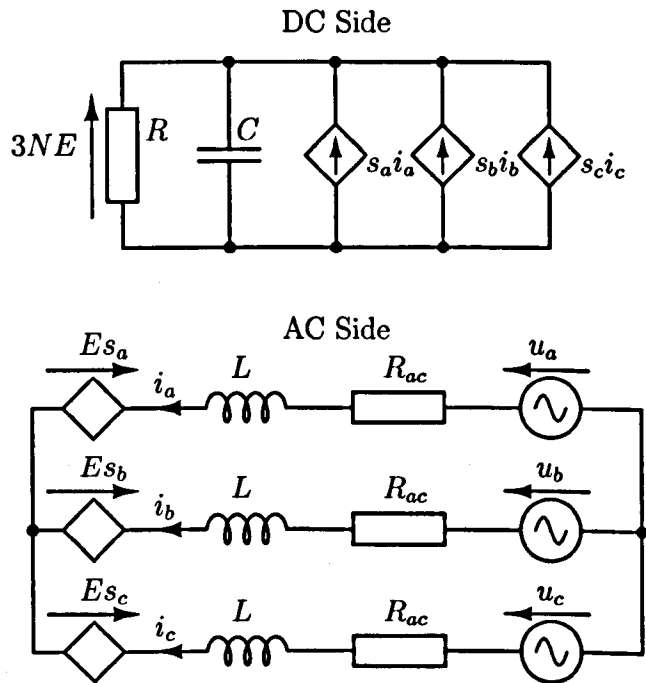 DC Side
3NE R C s_a i_a s_b i_b s_c i_c
AC Side
Es_a i_a L R_ac u_a
Es_b i_b L R_ac u_b
Es_c i_c L R_ac u_c